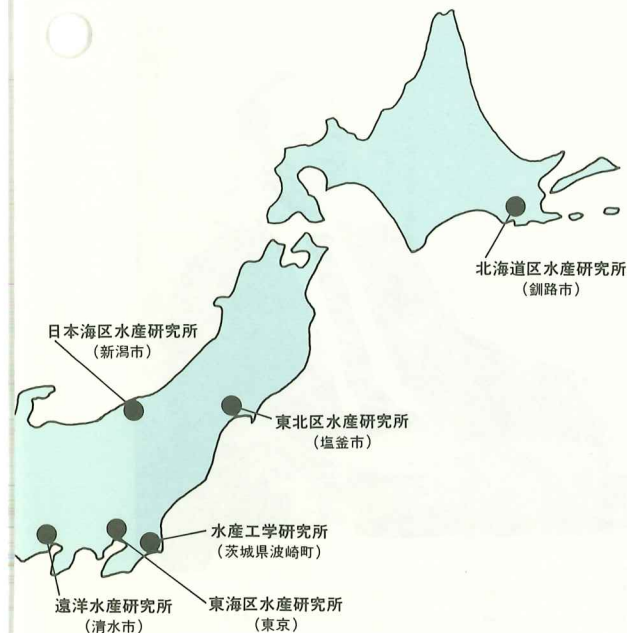 北海道区水産研究所
（釧路市）
日本海区水産研究所
（新潟市）
東北区水産研究所
（塩釜市）
水産工学研究所
（茨城県波崎町）
遠洋水産研究所
（清水市）
東海区水産研究所
（東京）